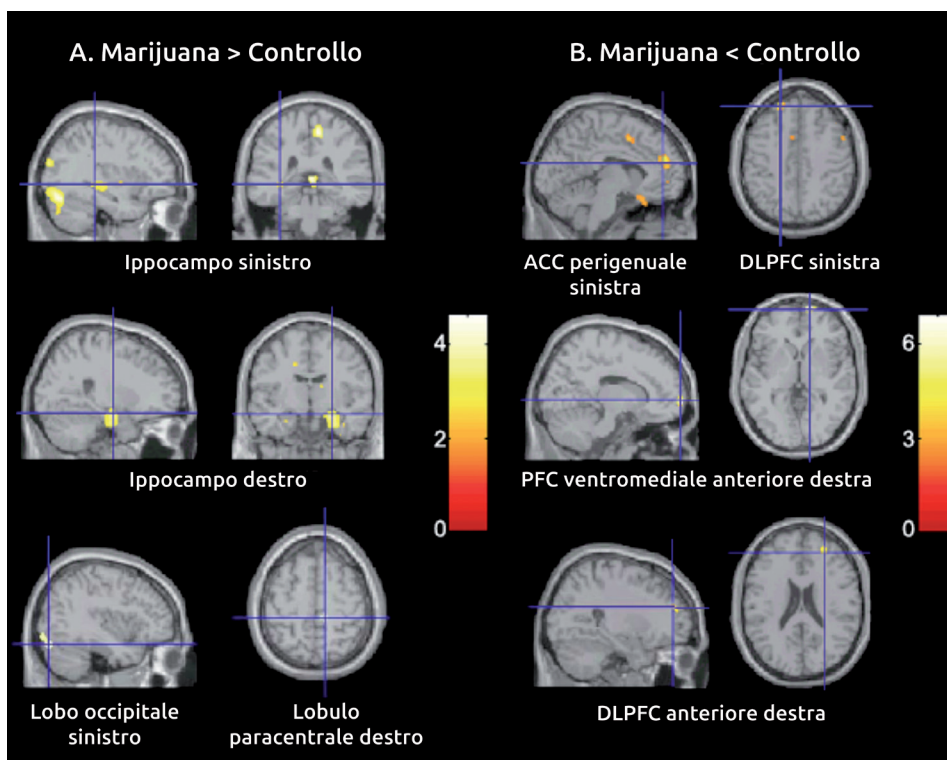 A. Marijuana > Controllo
B. Marijuana < Controllo
Ippocampo sinistro
ACC perigenuale
sinistra
DLPFC sinistra
4
2
0
6
3
0
Ippocampo destro
PFC ventromediale anteriore destra
Lobo occipitale
sinistro
Lobulo
paracentrale destro
DLPFC anteriore destra